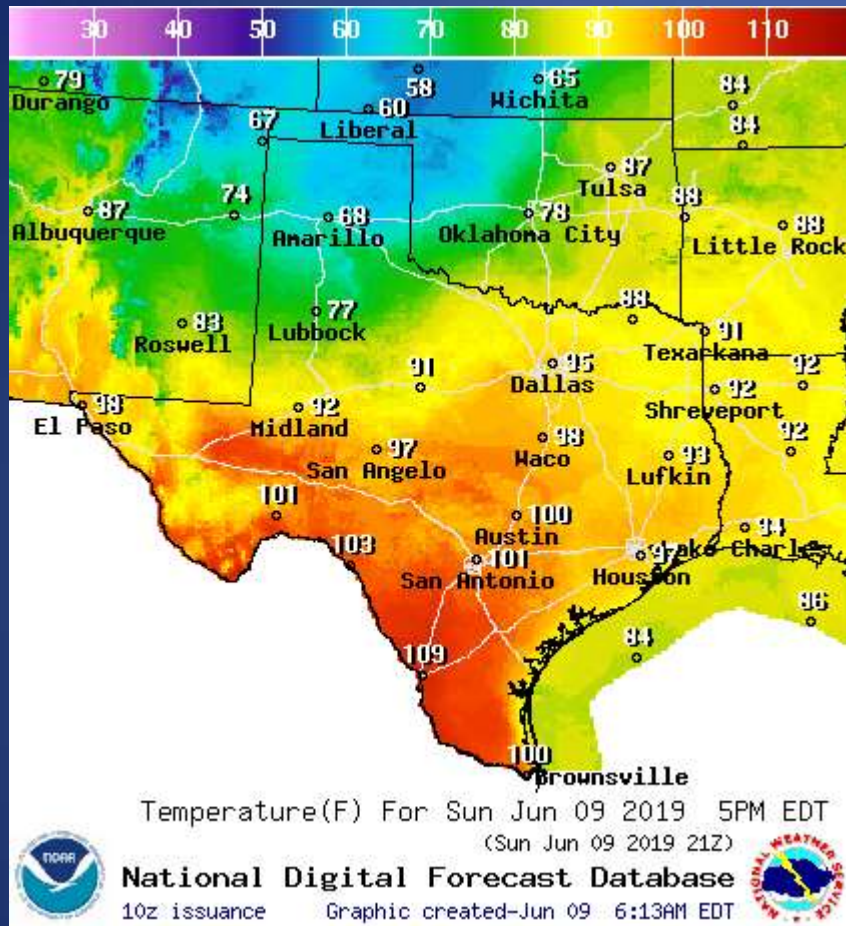 30 40 50 60 70 80 90 100 110
79
Durango
58
65
Wichita
60
Liberal
84
67
84
87
Tulsa
74
87
Albuquerque
68
Amarillo
78
Oklahoma City
88
88
Little Rock
83
Roswell
77
Lubbock
88
91
Texarkana
95
Dallas
91
92
Shreveport
92
98
El Paso
92
Midland
97
San Angelo
98
Waco
93
Lufkin
92
101
100
Austin
94
Lake Charles
103
101
San Antonio
97
Houston
86
84
109
100
Brownsville
Temperature(F) For Sun Jun 09 2019 5PM EDT
(Sun Jun 09 2019 21Z)
NOAA
National Digital Forecast Database
10z issuance Graphic created-Jun 09 6:13AM EDT
NATIONAL WEATHER SERVICE